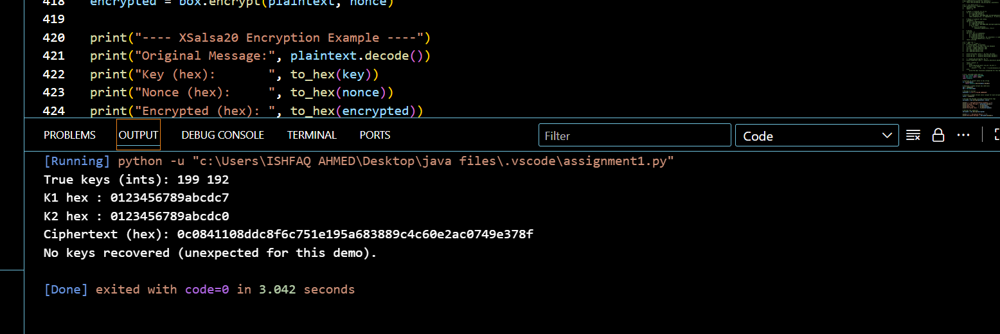 418 encrypted = box.encrypt(plaintext, nonce)
419
420 print("---- XSalsa20 Encryption Example ----")
421 print("Original Message:", plaintext.decode())
422 print("Key (hex):       ", to_hex(key))
423 print("Nonce (hex):     ", to_hex(nonce))
424 print("Encrypted (hex): ", to_hex(encrypted))
PROBLEMS OUTPUT DEBUG CONSOLE TERMINAL PORTS Filter Code
[Running] python -u "c:\Users\ISHFAQ AHMED\Desktop\java files\.vscode\assignment1.py"
True keys (ints): 199 192
K1 hex : 0123456789abcdc7
K2 hex : 0123456789abcdc0
Ciphertext (hex): 0c0841108ddc8f6c751e195a683889c4c60e2ac0749e378f
No keys recovered (unexpected for this demo).
[Done] exited with code=0 in 3.042 seconds